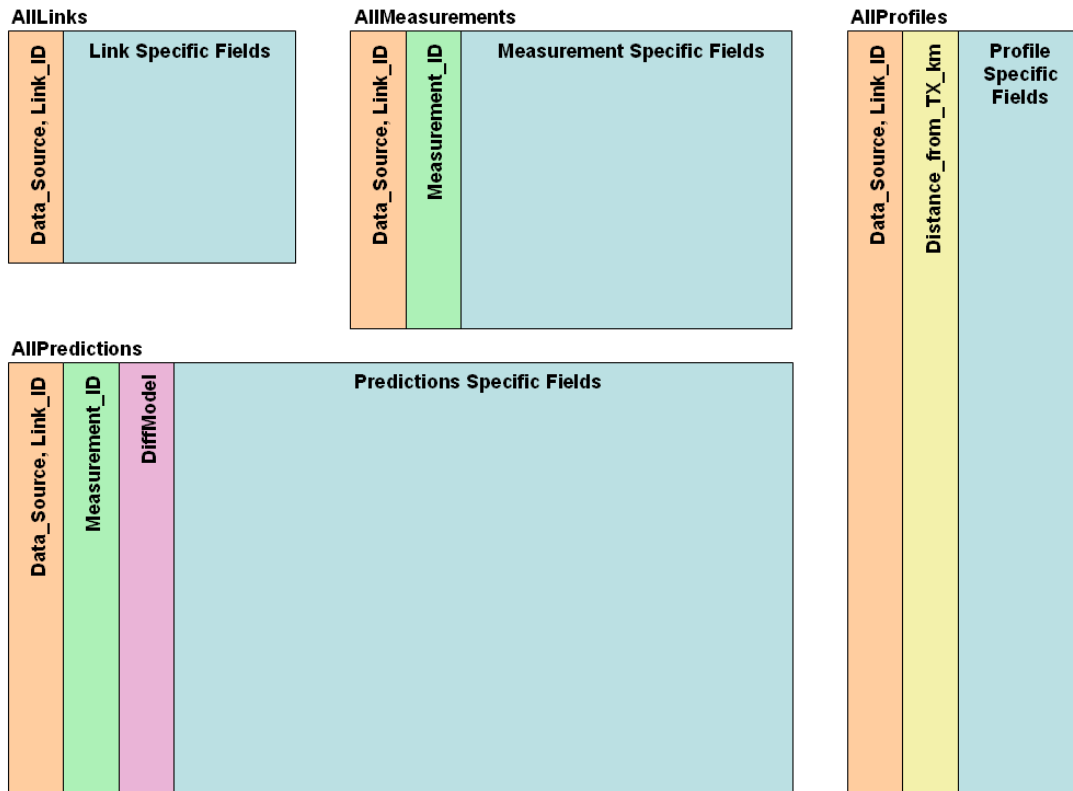 AllLinks
Data_Source, Link_ID
Link Specific Fields
AllMeasurements
Data_Source, Link_ID
Measurement_ID
Measurement Specific Fields
AllProfiles
Data_Source, Link_ID
Distance_from_TX_km
Profile
Specific
Fields
AllPredictions
Data_Source, Link_ID
Measurement_ID
DiffModel
Predictions Specific Fields